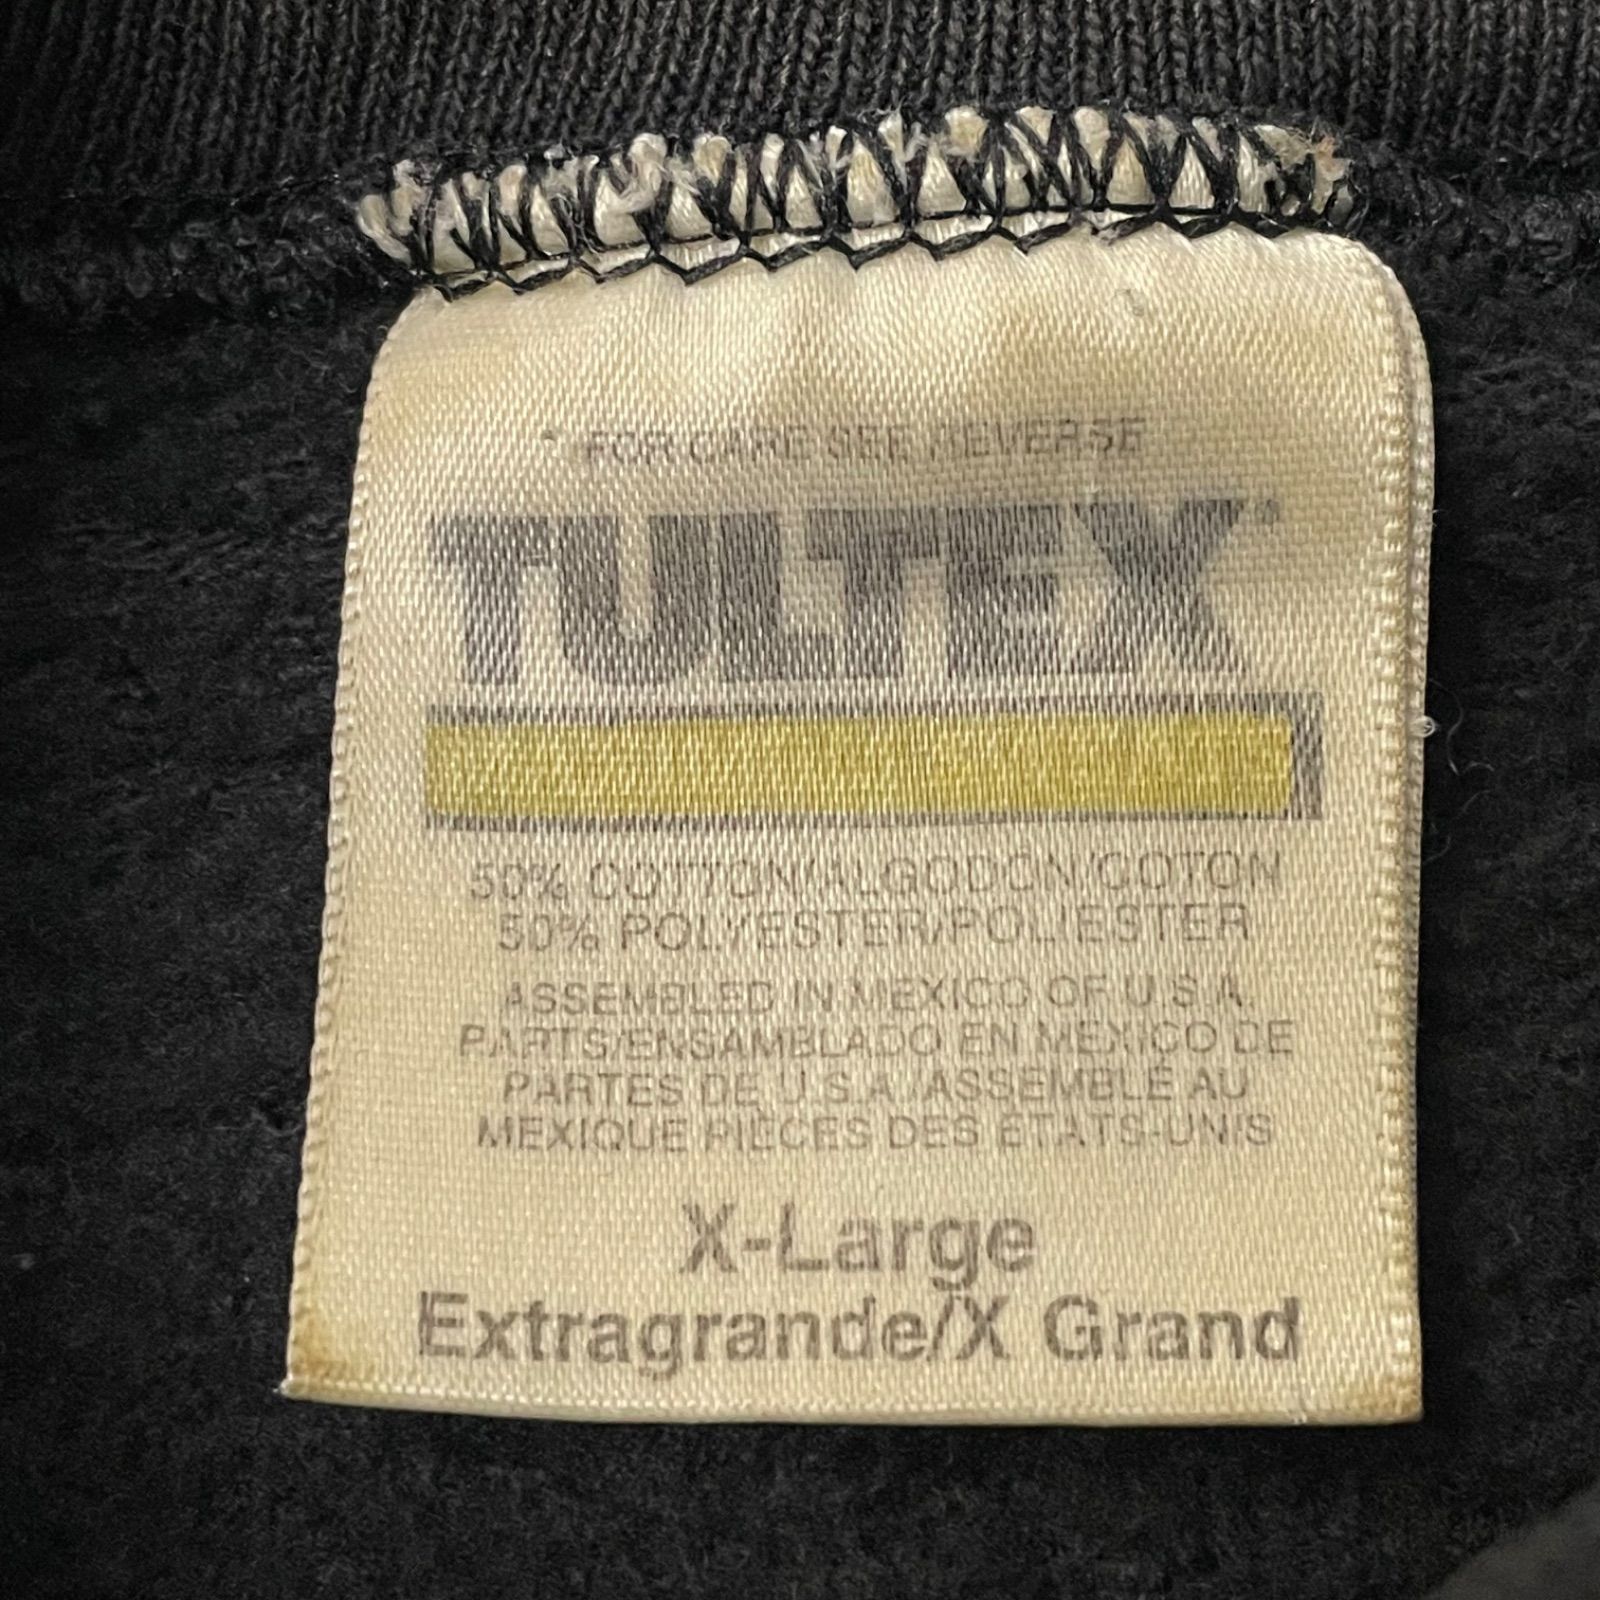 FOR CARE SEE REVERSE
TULTEX®
50% COTTON/ALGODON/COTON
50% POLYESTER/POLIESTER
ASSEMBLED IN MEXICO OF U.S.A.
PARTS/ENSAMBLADO EN MEXICO DE
PARTES DE U.S.A./ASSEMBLÉ AU
MEXIQUE PIÈCES DES ÉTATS-UNIS
X-Large
Extragrande/X Grand